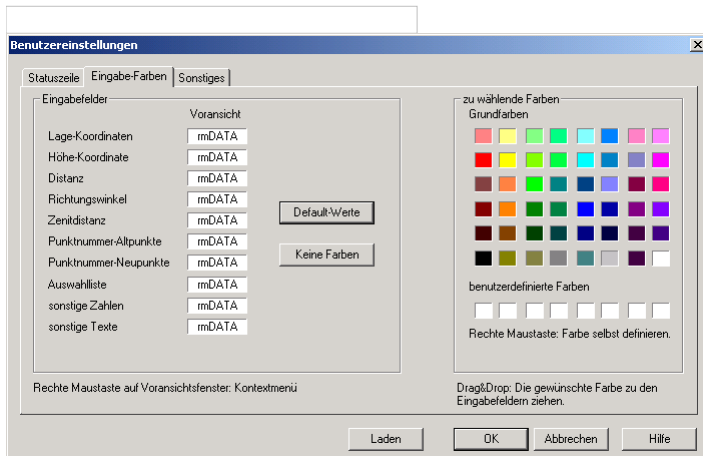 Benutzereinstellungen
Statuszeile Eingabe-Farben Sonstiges
Eingabefelder
Voransicht
Lage-Koordinaten rmDATA
Höhe-Koordinate rmDATA
Distanz rmDATA
Richtungswinkel rmDATA
Zenitdistanz rmDATA
Punktnummer-Altpunkte rmDATA
Punktnummer-Neupunkte rmDATA
Auswahlliste rmDATA
sonstige Zahlen rmDATA
sonstige Texte rmDATA
Default-Werte
Keine Farben
zu wählende Farben
Grundfarben
benutzerdefinierte Farben
Rechte Maustaste: Farbe selbst definieren.
Rechte Maustaste auf Voransichtsfenster: Kontextmenü
Drag&Drop: Die gewünschte Farbe zu den
Eingabefeldern ziehen.
Laden OK Abbrechen Hilfe